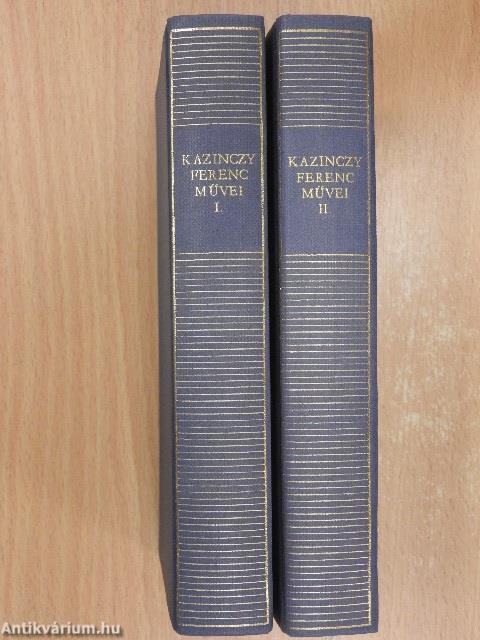 KAZINCZY
FERENC
MŰVEI
I.
KAZINCZY
FERENC
MŰVEI
II
Antikvárium.hu